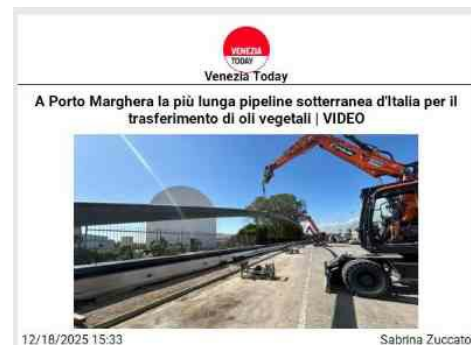 VENEZIA
TODAY
Venezia Today
A Porto Marghera la più lunga pipeline sotterranea d'Italia per il
trasferimento di oli vegetali | VIDEO
12/18/2025 15:33
Sabrina Zuccato